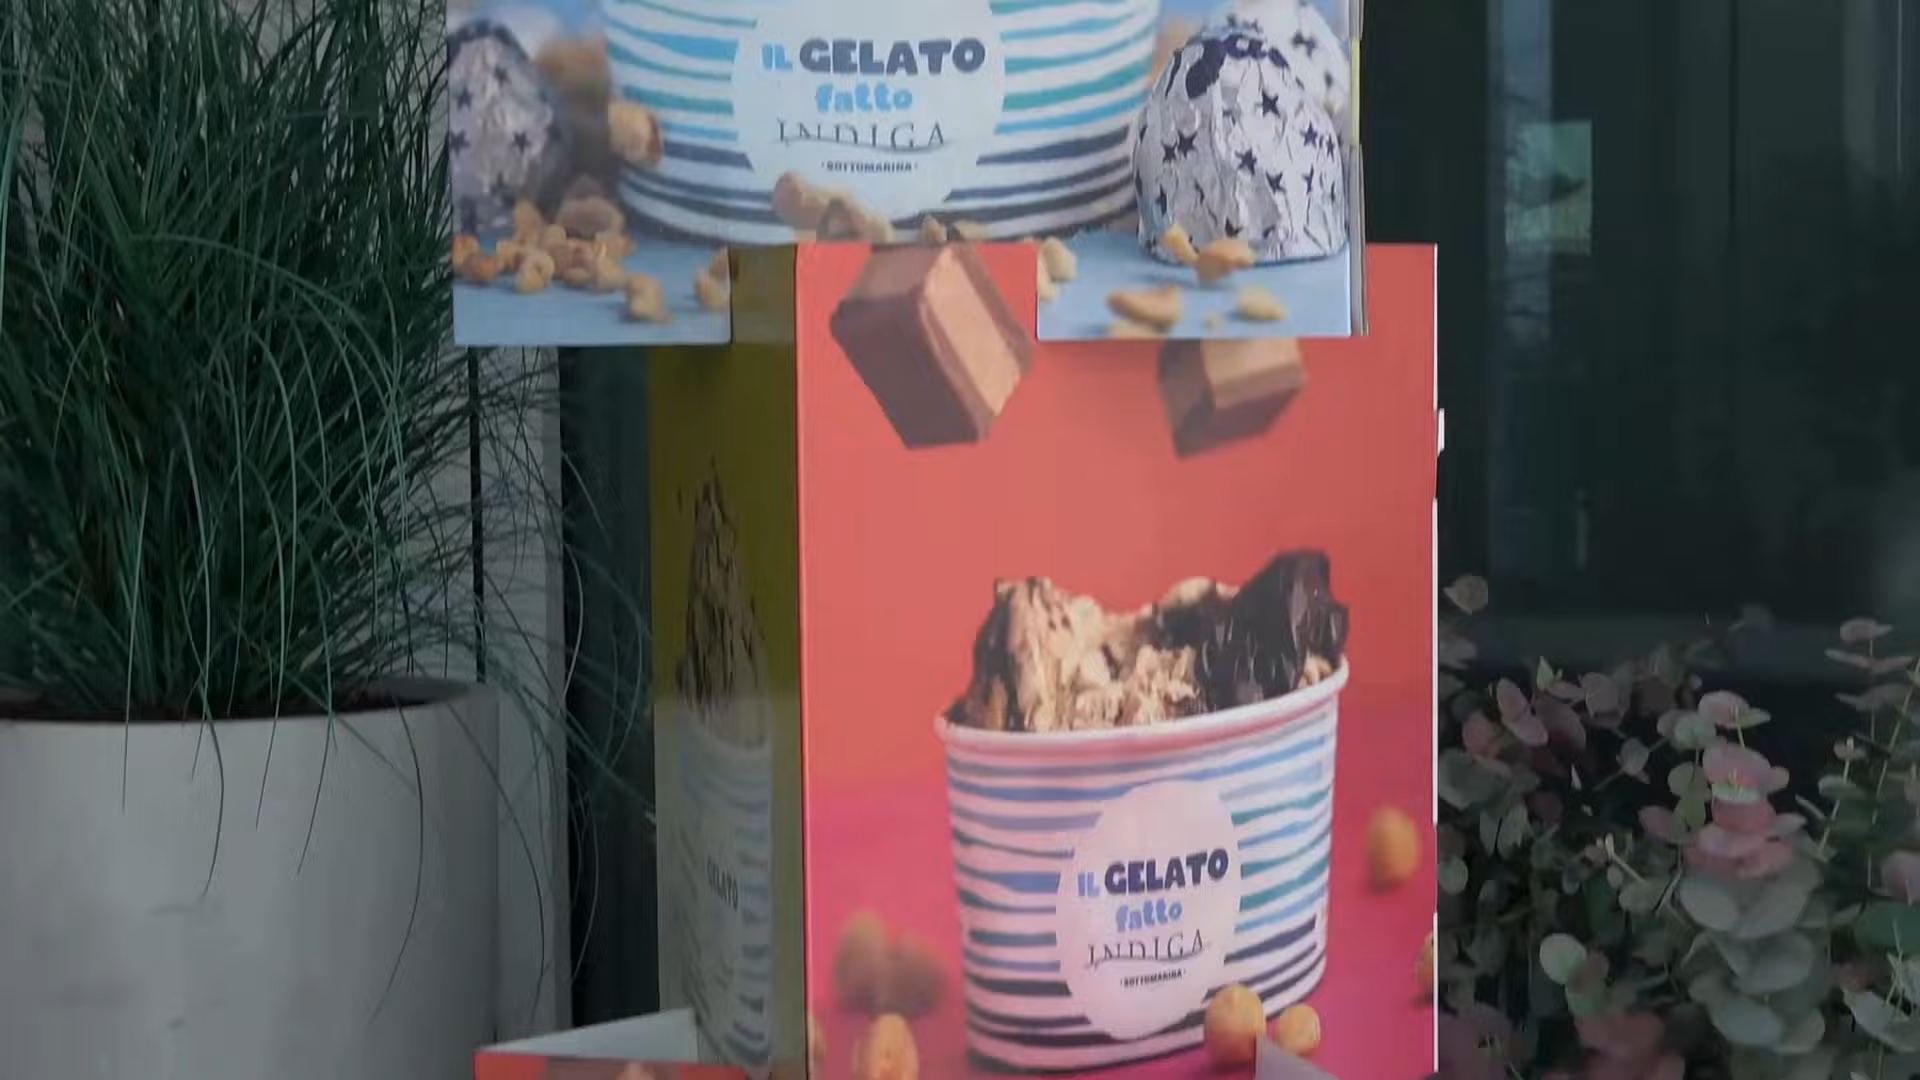 IL GELATO
fatto
INDIGA
·SOTTOMARINA·
GELATO
IL GELATO
fatto
INDIGA
·SOTTOMARINA·